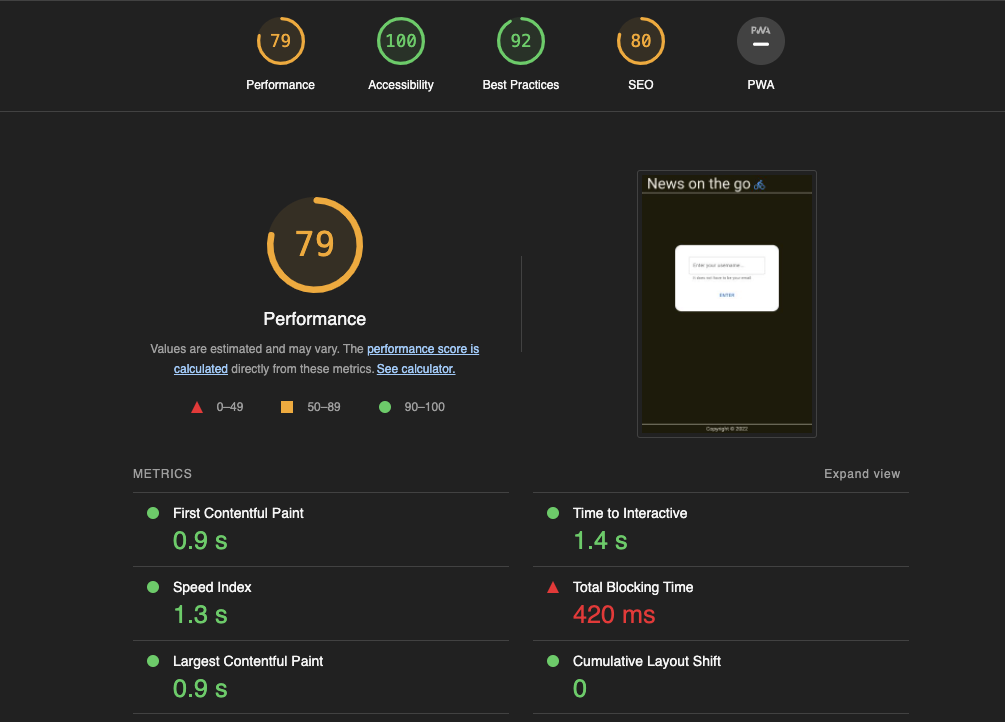 79
100
92
80
PWA
Performance
Accessibility
Best Practices
SEO
PWA
79
Performance
Values are estimated and may vary. The performance score is
calculated directly from these metrics. See calculator.
0–49
50–89
90–100
News on the go
Enter your username...
It does not have to be your email
ENTER
Copyright © 2022
METRICS
Expand view
First Contentful Paint
0.9 s
Time to Interactive
1.4 s
Speed Index
1.3 s
Total Blocking Time
420 ms
Largest Contentful Paint
0.9 s
Cumulative Layout Shift
0